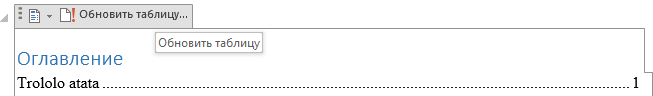 Обновить таблицу...
Обновить таблицу
Оглавление
Trololo atata ........................................................................................................................................ 1